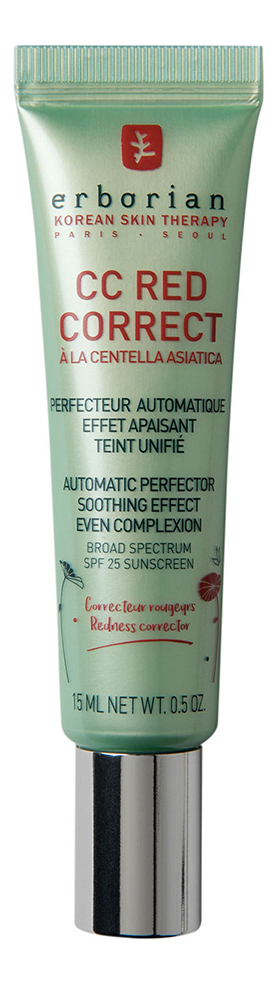 erborian
KOREAN SKIN THERAPY
PARIS · SEOUL
CC RED
CORRECT
À LA CENTELLA ASIATICA
PERFECTEUR AUTOMATIQUE
EFFET APAISANT
TEINT UNIFIÉ
AUTOMATIC PERFECTOR
SOOTHING EFFECT
EVEN COMPLEXION
BROAD SPECTRUM
SPF 25 SUNSCREEN
Correcteur rougeurs
Redness corrector
15 ML NET WT. 0.5 OZ.